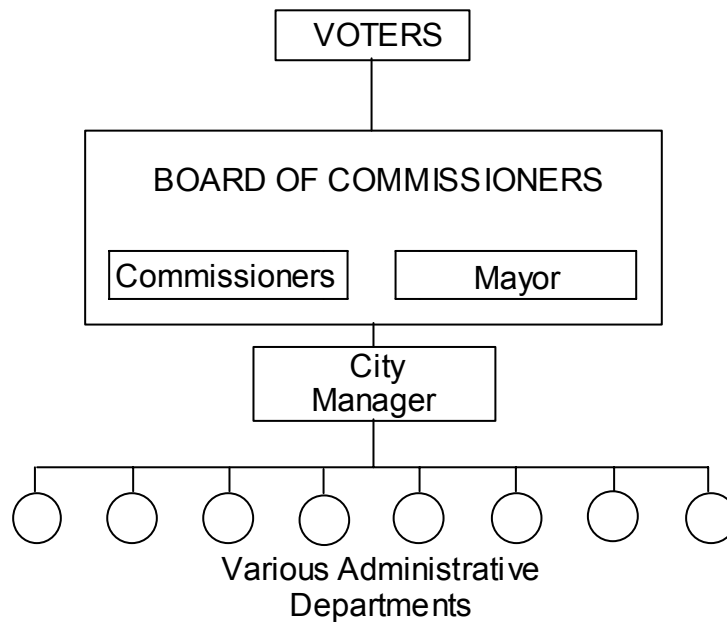 VOTERS
BOARD OF COMMISSIONERS
Commissioners
Mayor
City
Manager
Various Administrative
Departments